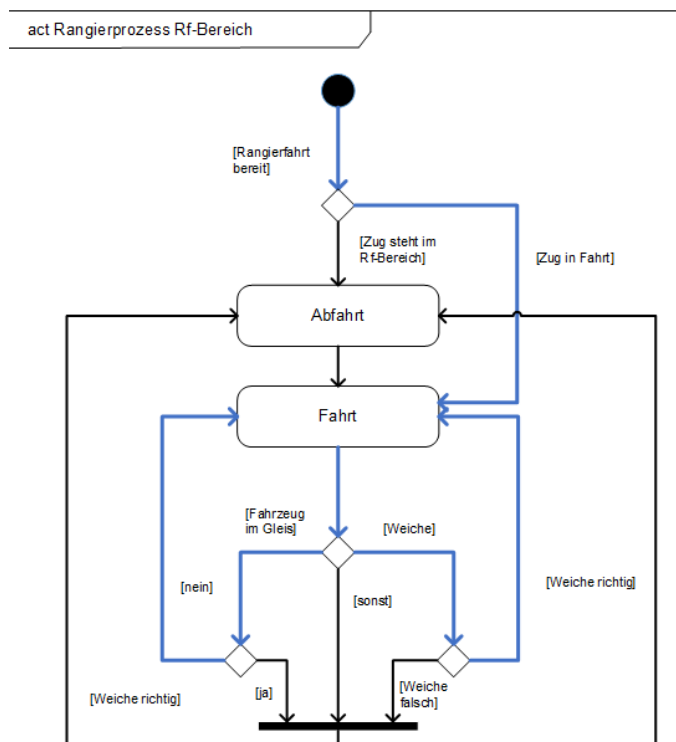 act Rangierprozess Rf-Bereich
[Rangierfahrt
bereit]
[Zug steht im
Rf-Bereich]
[Zug in Fahrt]
Abfahrt
Fahrt
[Fahrzeug
im Gleis]
[Weiche]
[nein]
[sonst]
[Weiche richtig]
[Weiche richtig]
[ja]
[Weiche
falsch]